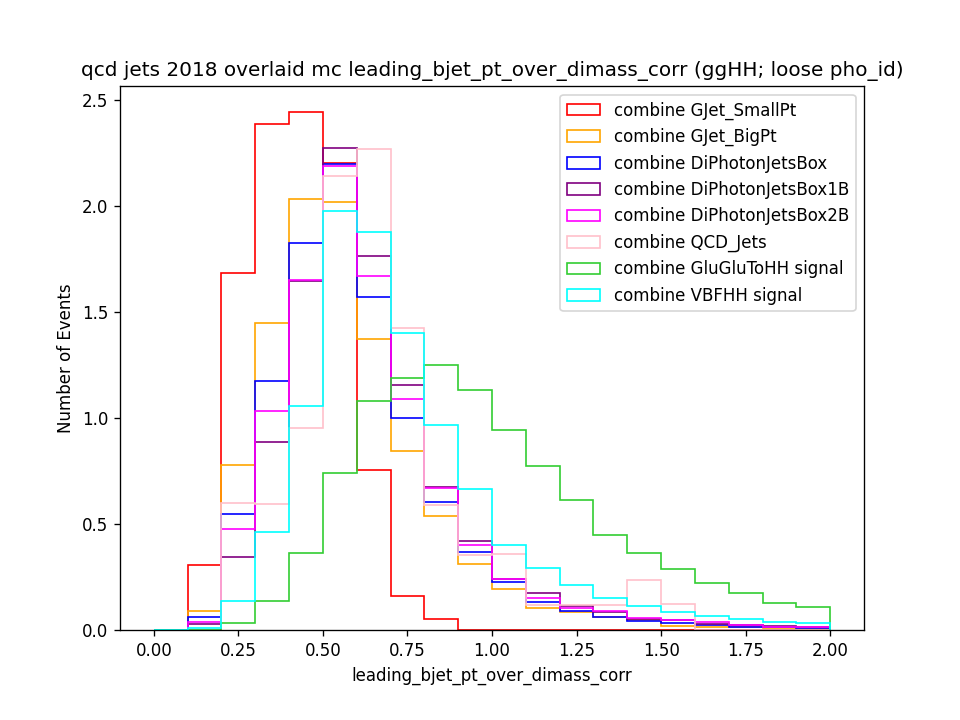 qcd jets 2018 overlaid mc leading_bjet_pt_over_dimass_corr (ggHH; loose pho_id)
combine GJet_SmallPt
combine GJet_BigPt
combine DiPhotonJetsBox
combine DiPhotonJetsBox1B
combine DiPhotonJetsBox2B
combine QCD_Jets
combine GluGluToHH signal
combine VBFHH signal
Number of Events
2.5
2.0
1.5
1.0
0.5
0.0
0.00 0.25 0.50 0.75 1.00 1.25 1.50 1.75 2.00
leading_bjet_pt_over_dimass_corr